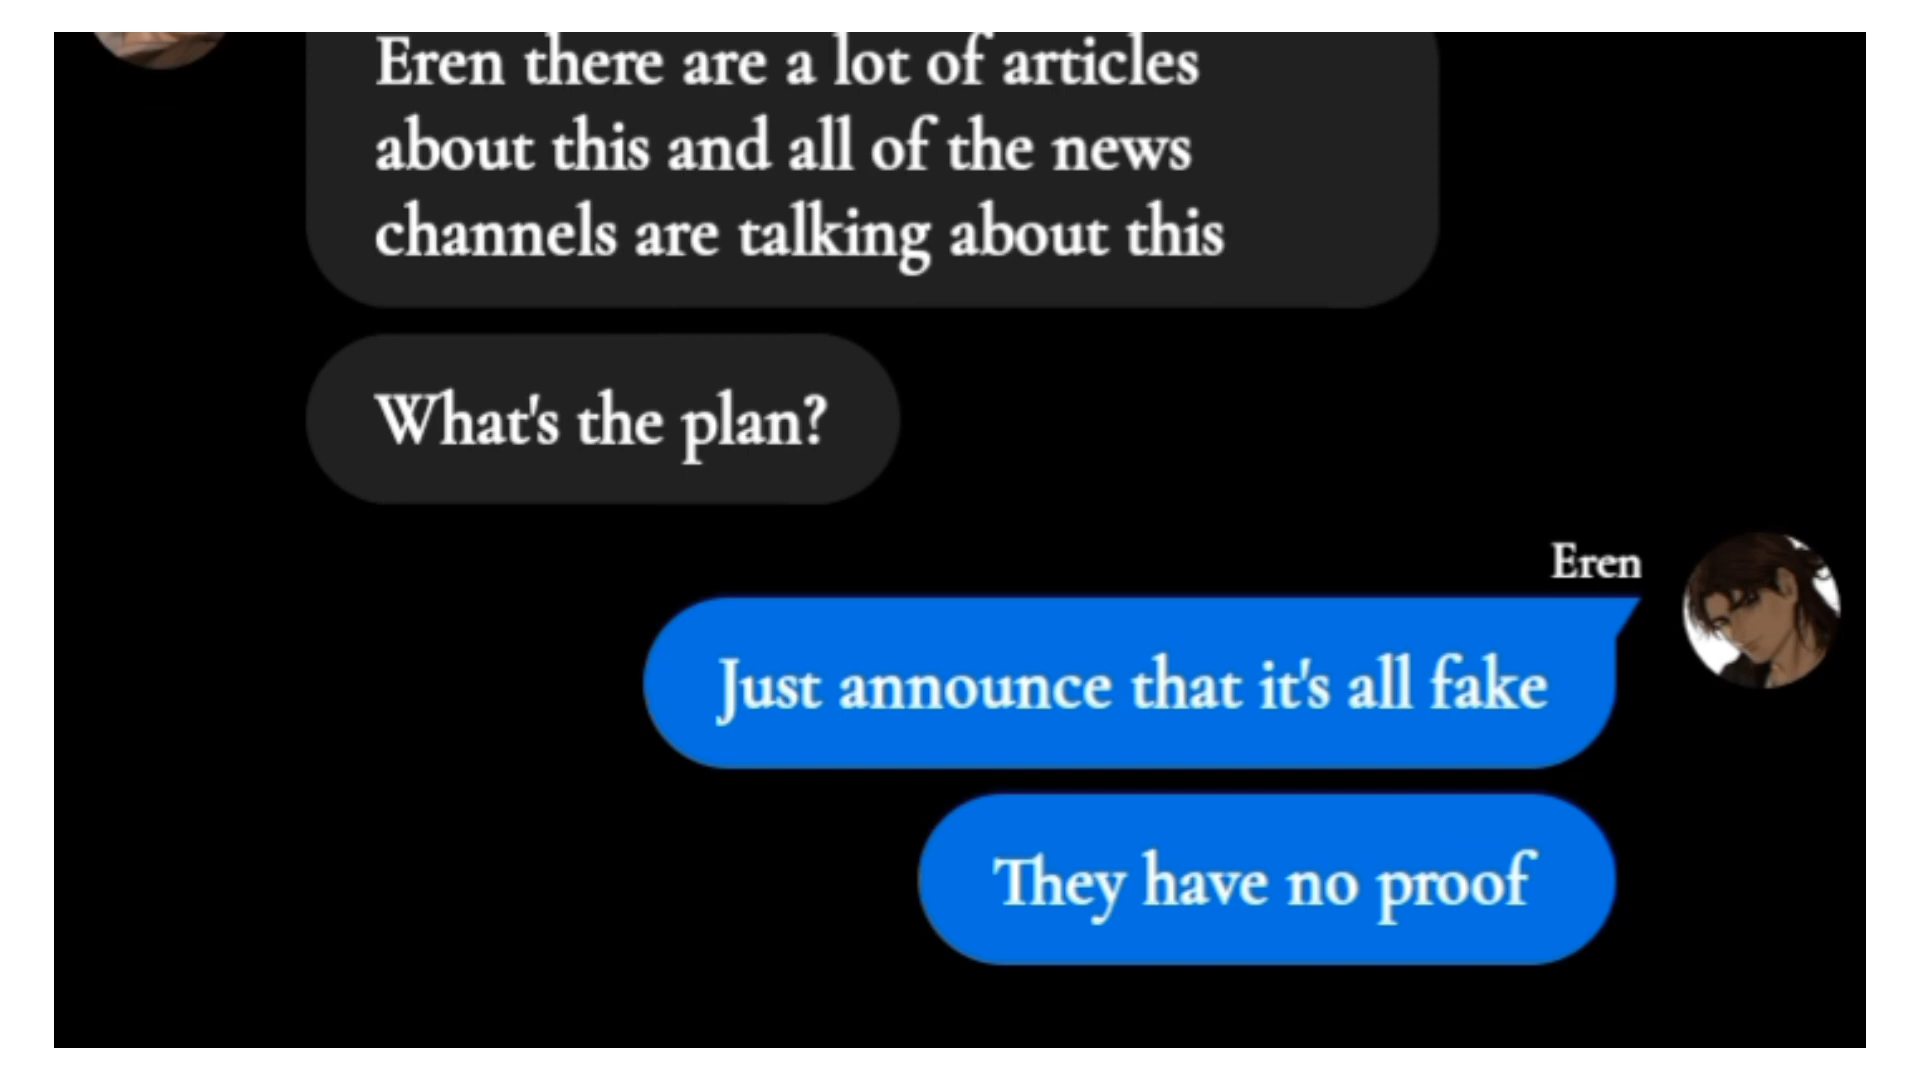 Eren there are a lot of articles
about this and all of the news
channels are talking about this
What's the plan?
Eren
Just announce that it's all fake
They have no proof